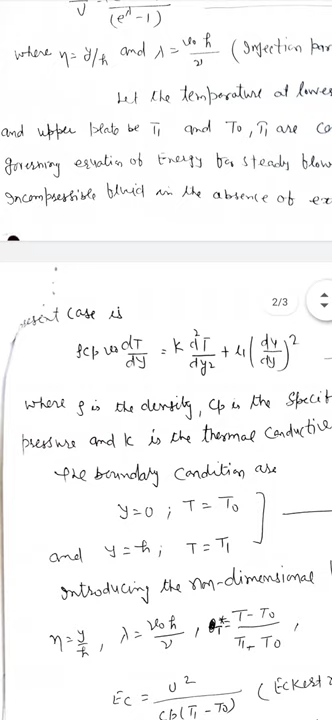 U (e^λ − 1)
where η = y/h and λ = v₀h/ν (Injection par
Let the temperature at lowes
and upper plate be T₁ and T₀, T₁ are co
governing equation of Energy for steady flow
incompressible fluid in the absence of ex
2/3
case is
ρCp v₀ dT/dy = K d²T/dy² + μ (du/dy)²
where ρ is the density, Cp is the Specif
pressure and K is the thermal conductive
The boundary condition are
y=0 ; T = T₀
and y=h ; T = T₁
Introducing the non-dimensional
η = y/h , λ = v₀h/ν , T* = T − T₀/T₁ − T₀ ,
Ec = U²/Cp(T₁ − T₀) (Eckert